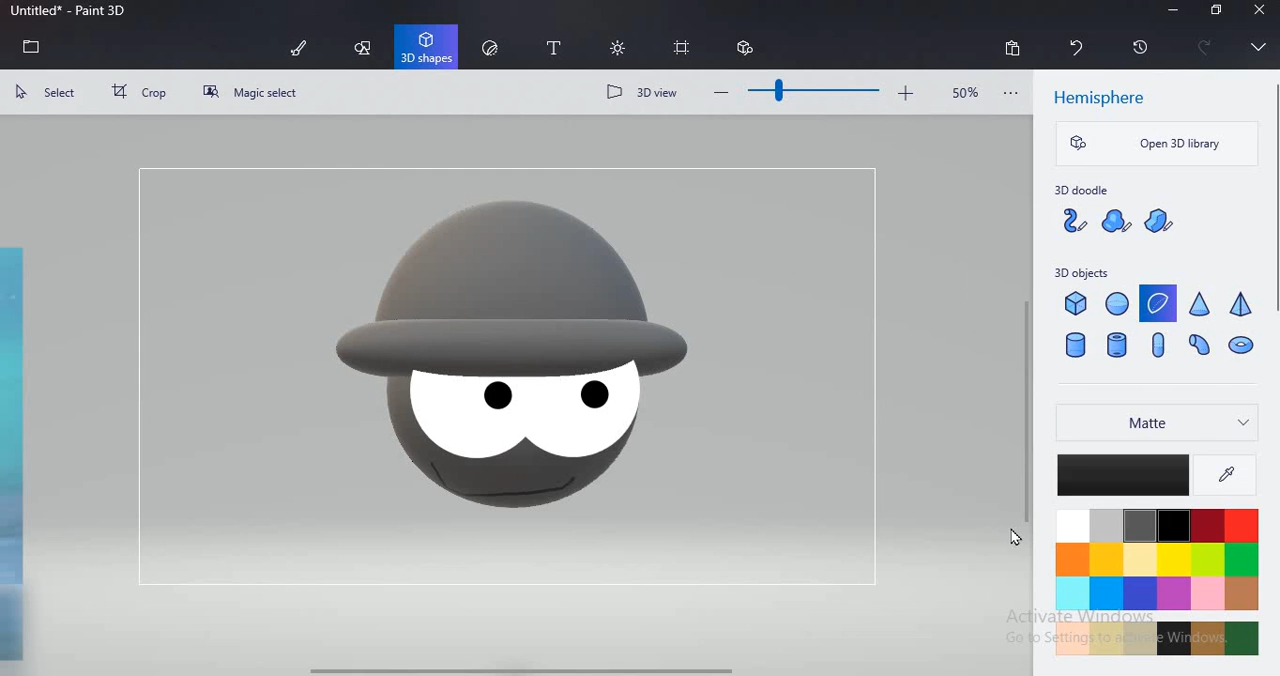 Untitled* - Paint 3D
3D shapes
Select
Crop
Magic select
3D view
50%
Hemisphere
Open 3D library
3D doodle
3D objects
Matte
Activate Windows
Go to Settings to activate Windows.